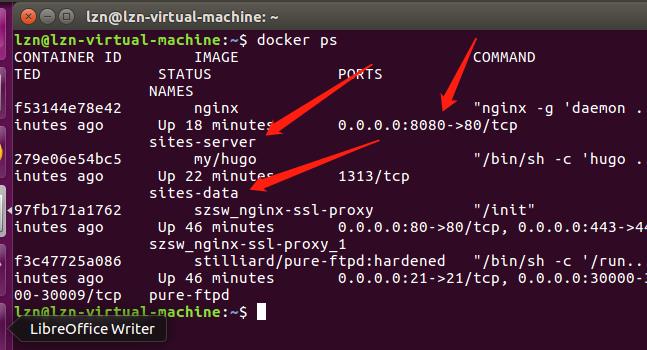 lzn@lzn-virtual-machine: ~
lzn@lzn-virtual-machine:~$ docker ps
CONTAINER ID        IMAGE                          COMMAND
TED               STATUS              PORTS
                  NAMES
f53144e78e42        nginx                          "nginx -g 'daemon ..
inutes ago        Up 18 minutes       0.0.0.0:8080->80/tcp
                  sites-server
279e06e54bc5        my/hugo                        "/bin/sh -c 'hugo ..
inutes ago        Up 22 minutes       1313/tcp
                  sites-data
97fb171a1762        szsw_nginx-ssl-proxy           "/init"
inutes ago        Up 46 minutes       0.0.0.0:80->80/tcp, 0.0.0.0:443->44
                  szsw_nginx-ssl-proxy_1
f3c47725a086        stilliard/pure-ftpd:hardened   "/bin/sh -c '/run..
inutes ago        Up 46 minutes       0.0.0.0:21->21/tcp, 0.0.0.0:30000-3
00-30009/tcp      pure-ftpd
lzn@lzn-virtual-machine:~$
LibreOffice Writer